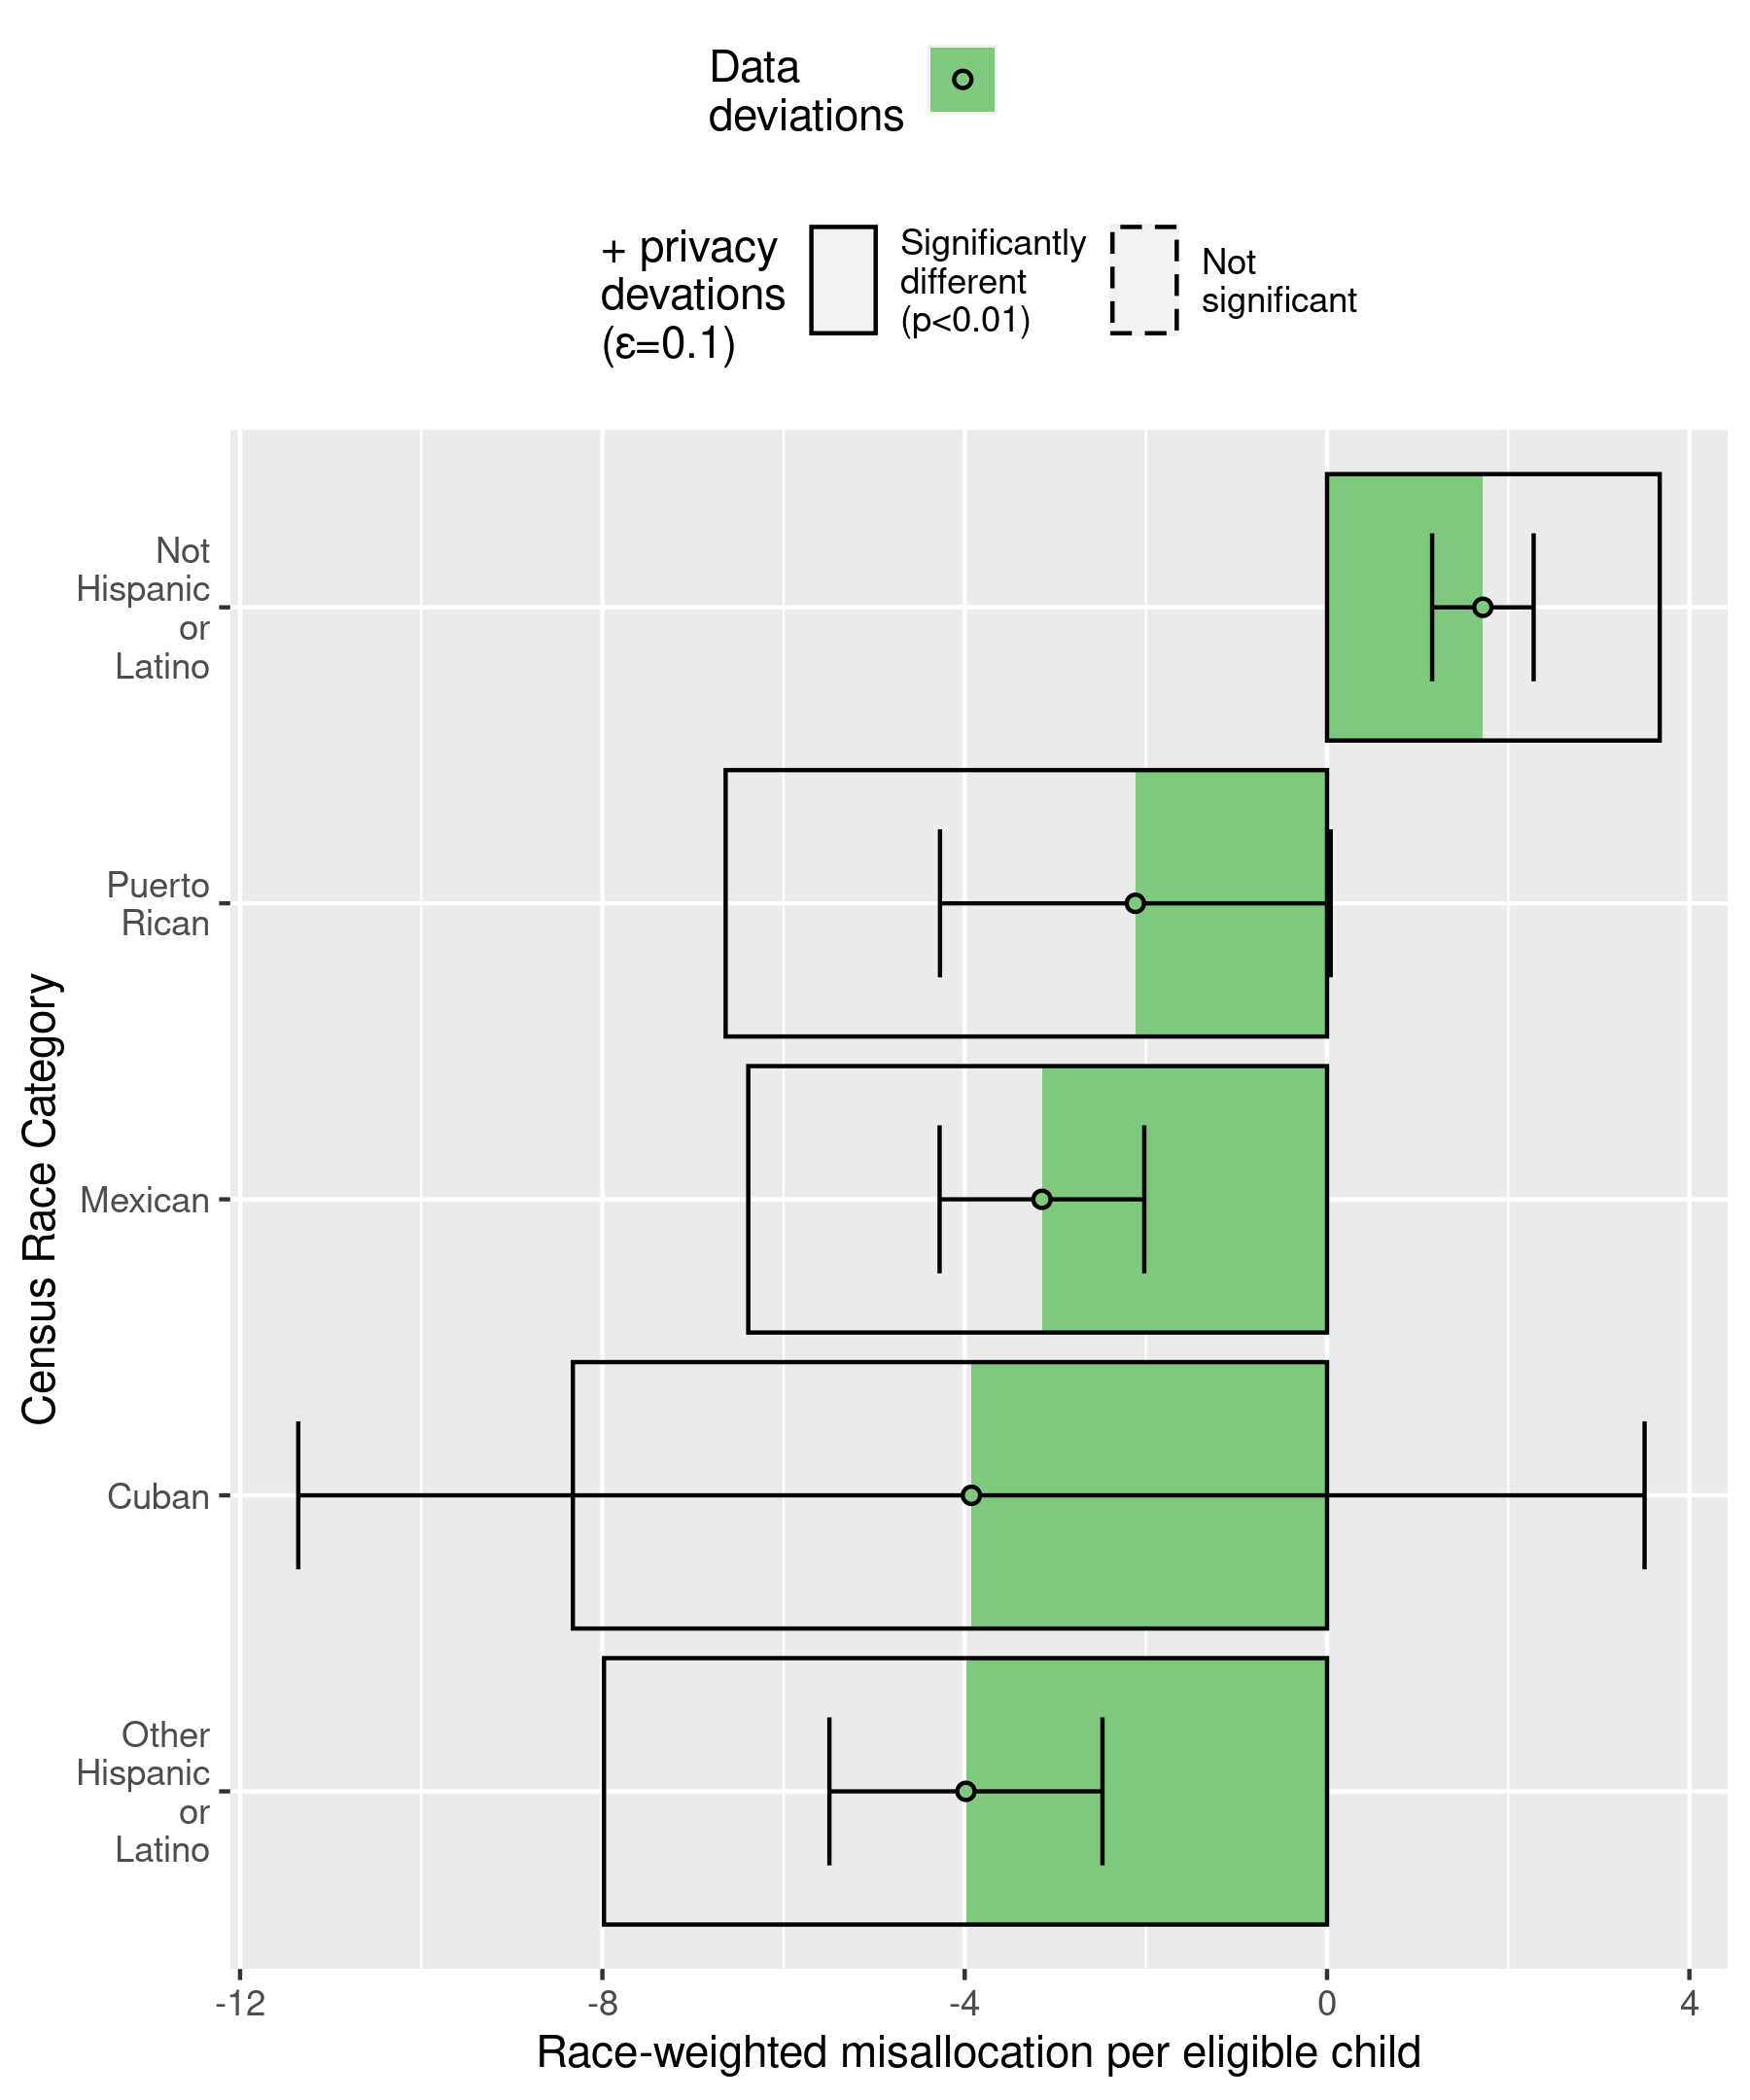 Data
deviations
+ privacy
devations
(ε=0.1)
Significantly
different
(p<0.01)
Not
significant
Census Race Category
Not
Hispanic
or
Latino
Puerto
Rican
Mexican
Cuban
Other
Hispanic
or
Latino
-12
-8
-4
0
4
Race-weighted misallocation per eligible child